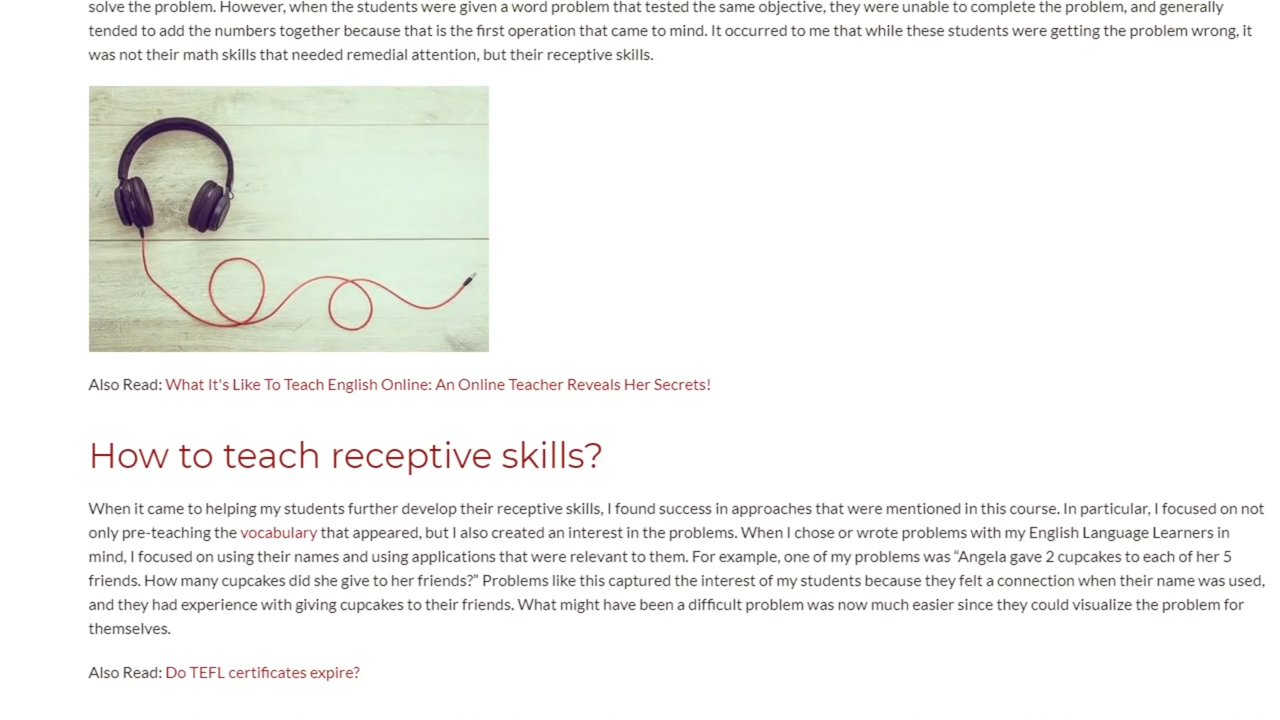 solve the problem. However, when the students were given a word problem that tested the same objective, they were unable to complete the problem, and generally
tended to add the numbers together because that is the first operation that came to mind. It occurred to me that while these students were getting the problem wrong, it
was not their math skills that needed remedial attention, but their receptive skills.
Also Read: What It's Like To Teach English Online: An Online Teacher Reveals Her Secrets!
How to teach receptive skills?
When it came to helping my students further develop their receptive skills, I found success in approaches that were mentioned in this course. In particular, I focused on not
only pre-teaching the vocabulary that appeared, but I also created an interest in the problems. When I chose or wrote problems with my English Language Learners in
mind, I focused on using their names and using applications that were relevant to them. For example, one of my problems was “Angela gave 2 cupcakes to each of her 5
friends. How many cupcakes did she give to her friends?” Problems like this captured the interest of my students because they felt a connection when their name was used,
and they had experience with giving cupcakes to their friends. What might have been a difficult problem was now much easier since they could visualize the problem for
themselves.
Also Read: Do TEFL certificates expire?